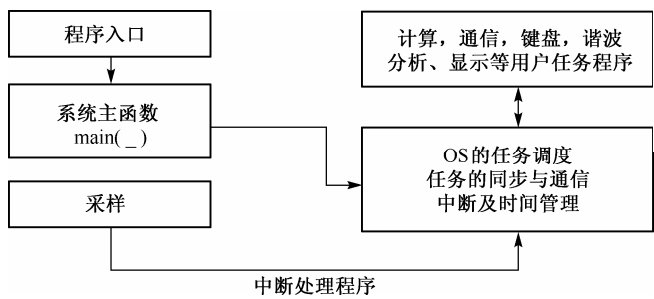 程序入口
系统主函数
main( _ )
采样
计算，通信，键盘，谐波
分析、显示等用户任务程序
OS的任务调度
任务的同步与通信
中断及时间管理
中断处理程序